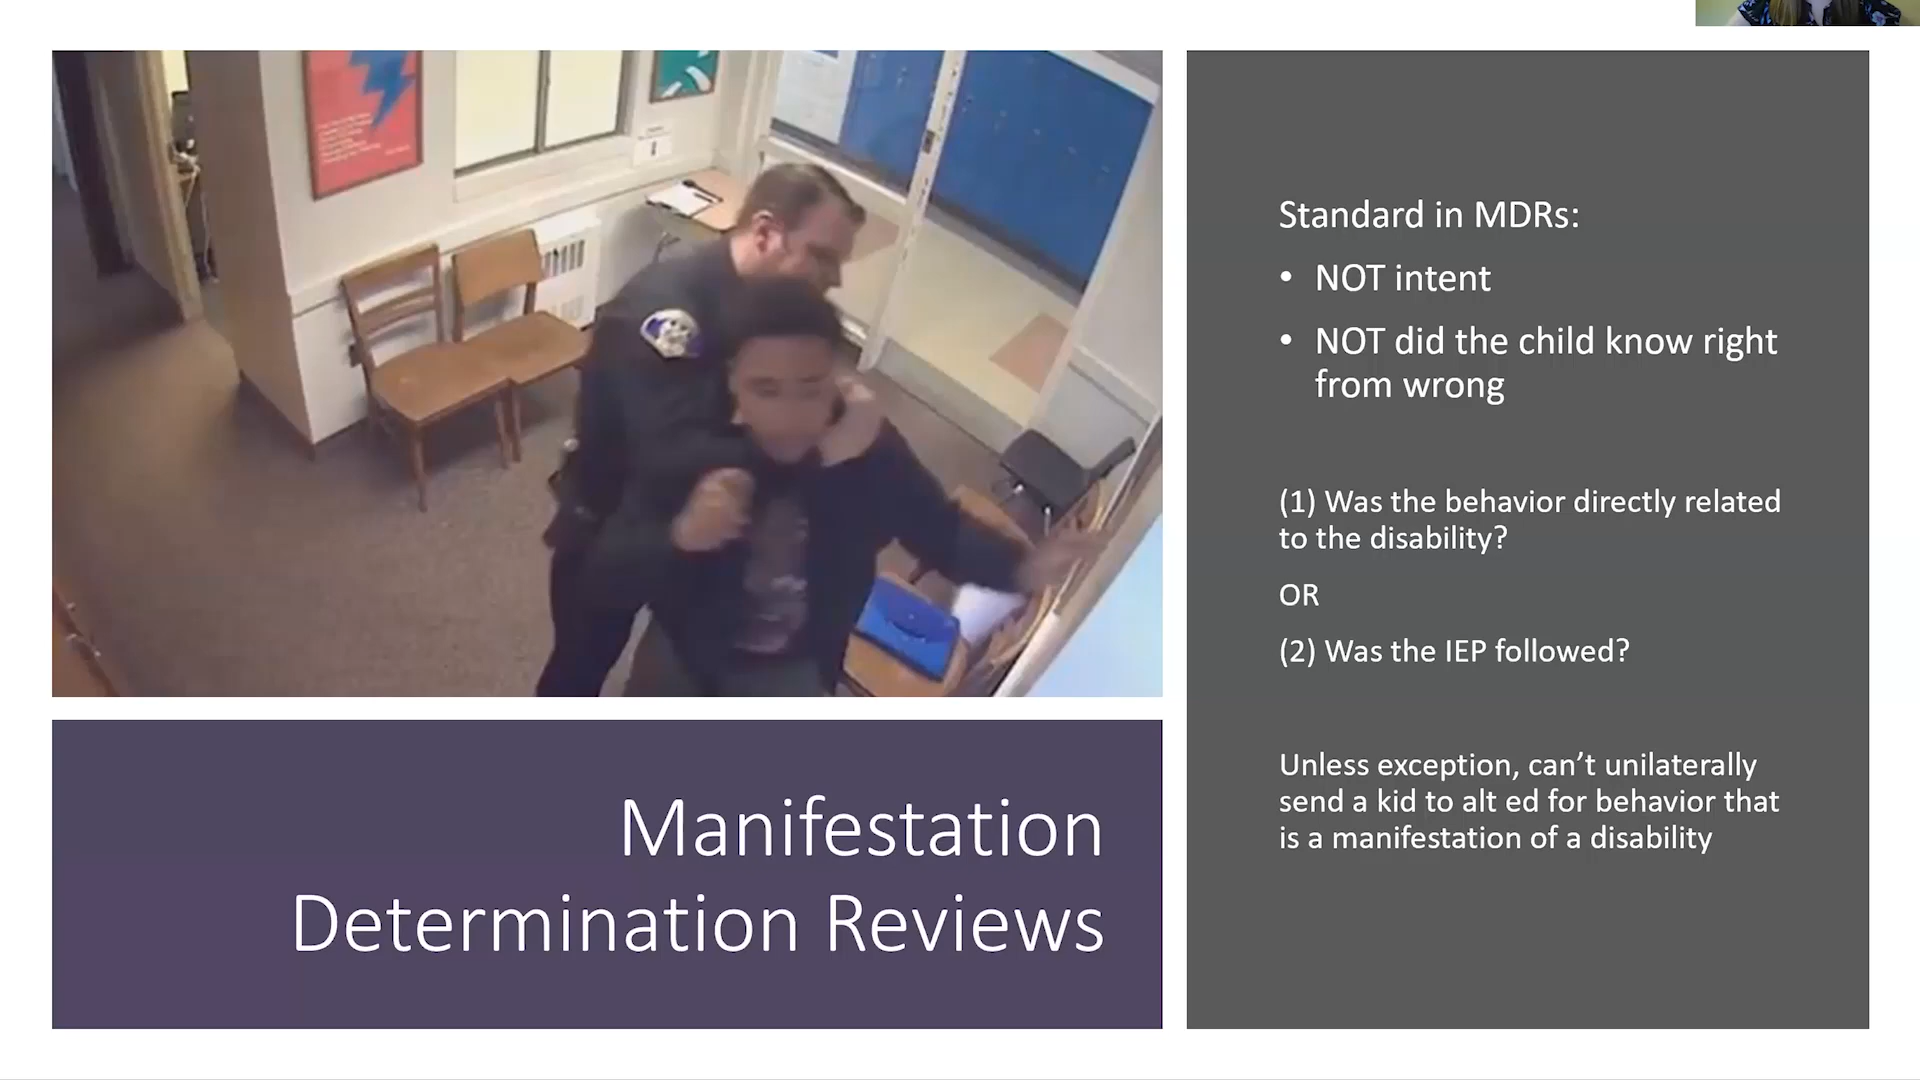 Manifestation
Determination Reviews
Standard in MDRs:
• NOT intent
• NOT did the child know right
from wrong
(1) Was the behavior directly related
to the disability?
OR
(2) Was the IEP followed?
Unless exception, can’t unilaterally
send a kid to alt ed for behavior that
is a manifestation of a disability